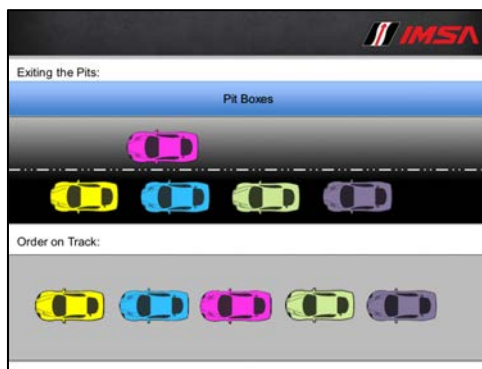 IMSA
Exiting the Pits:
Pit Boxes
Order on Track: